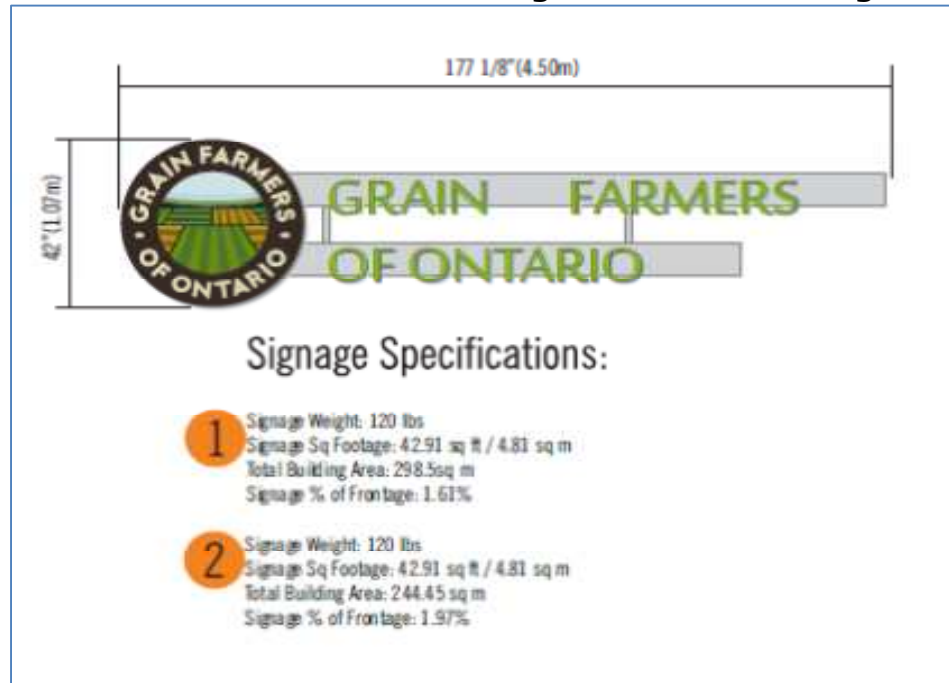 177 1/8"(4.50m)
42"(1.07m)
GRAIN FARMERS
OF ONTARIO
GRAIN FARMERS
OF ONTARIO
Signage Specifications:
1
Signage Weight: 120 lbs
Signage Sq Footage: 42.91 sq ft / 4.81 sq m
Total Building Area: 298.5sq m
Signage % of Frontage: 1.61%
2
Signage Weight: 120 lbs
Signage Sq Footage: 42.91 sq ft / 4.81 sq m
Total Building Area: 244.45 sq m
Signage % of Frontage: 1.97%